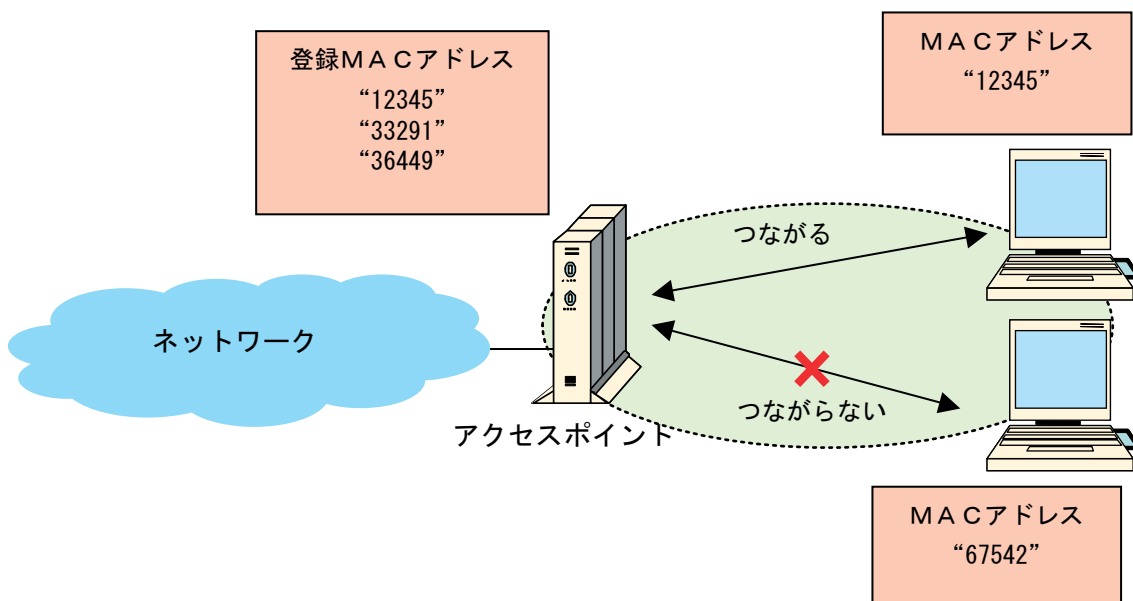 登録ＭＡＣアドレス
“12345”
“33291”
“36449”
ＭＡＣアドレス
“12345”
つながる
ネットワーク
つながらない
アクセスポイント
ＭＡＣアドレス
“67542”